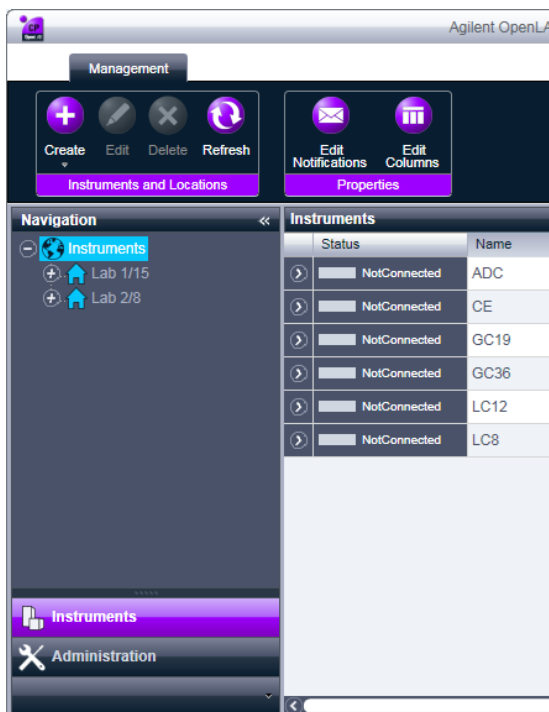 CP
Agilent OpenLA
Management
Create Edit Delete Refresh
Edit Notifications
Edit Columns
Instruments and Locations
Properties
Navigation
Instruments
Lab 1/15
Lab 2/8
Instruments
Administration
Instruments
Status Name
NotConnected ADC
NotConnected CE
NotConnected GC19
NotConnected GC36
NotConnected LC12
NotConnected LC8